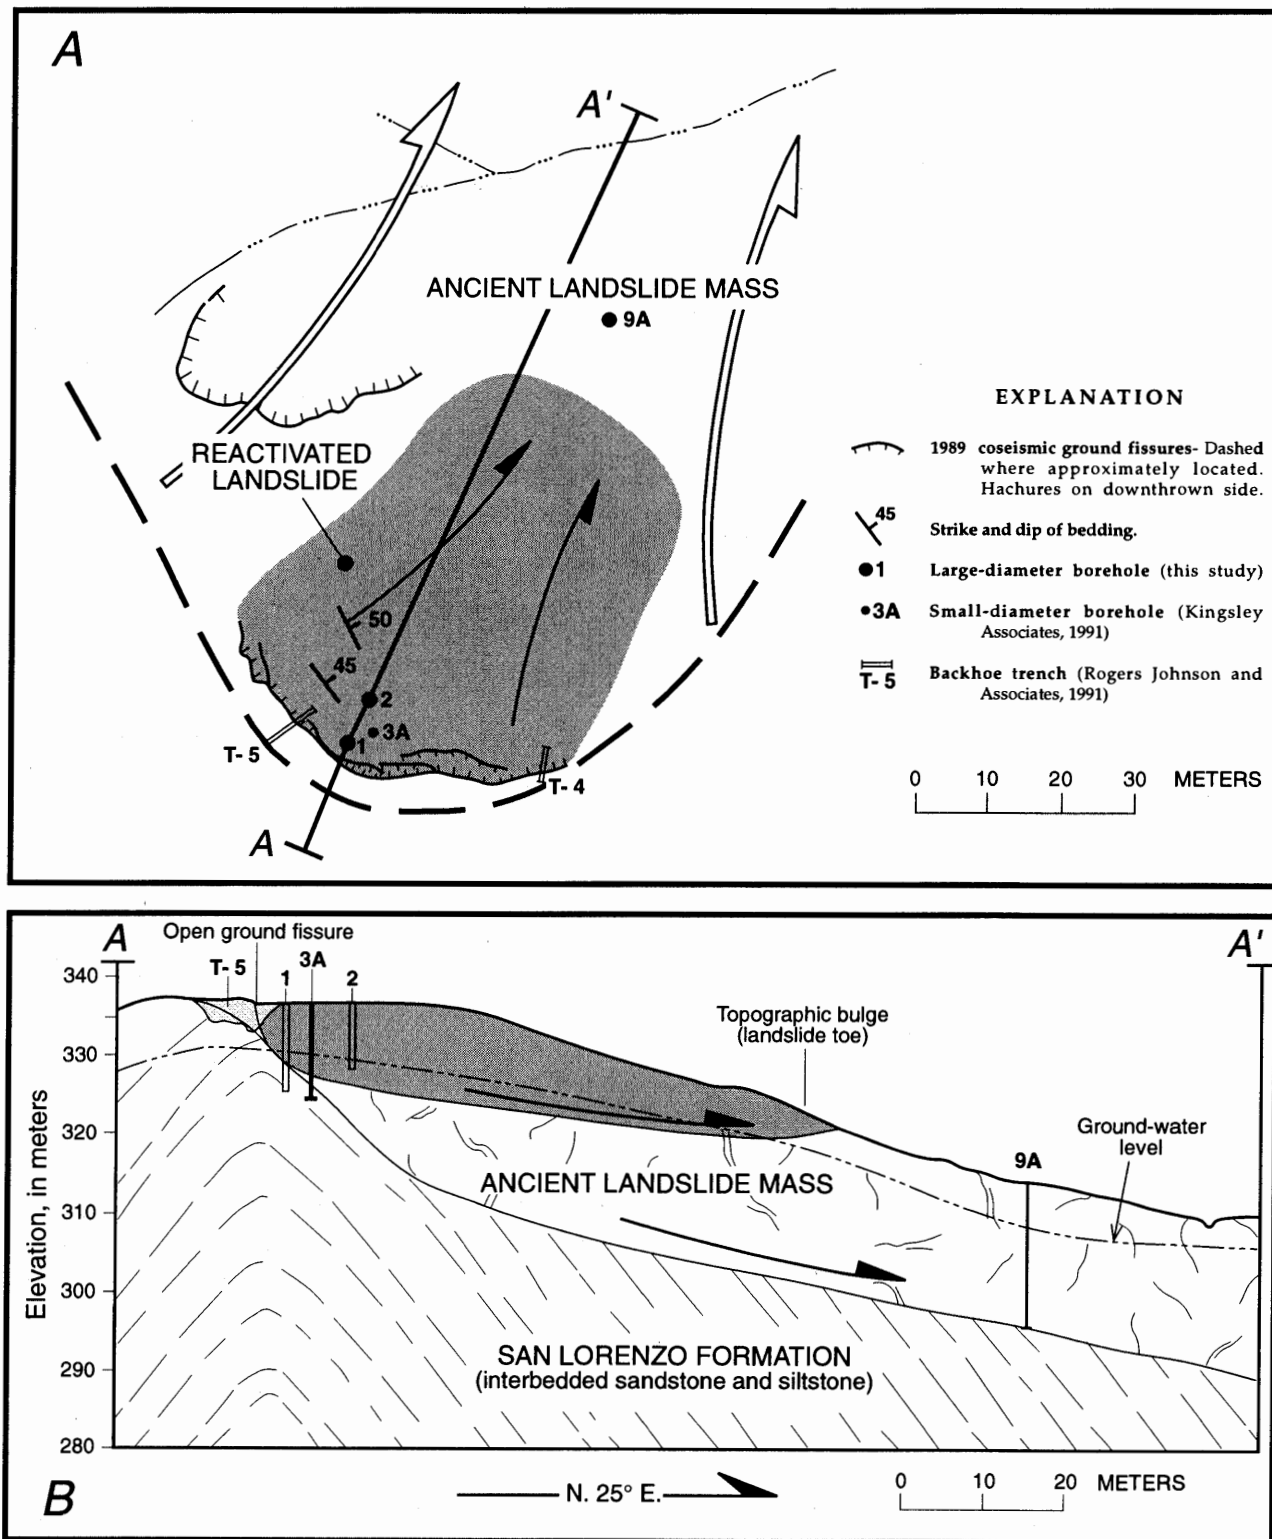 A
A'
ANCIENT LANDSLIDE MASS
9A
REACTIVATED
LANDSLIDE
50
45
2
3A
1
T-5
T-4
A
EXPLANATION
1989 coseismic ground fissures- Dashed
where approximately located.
Hachures on downthrown side.
45
Strike and dip of bedding.
1 Large-diameter borehole (this study)
3A Small-diameter borehole (Kingsley
Associates, 1991)
T-5 Backhoe trench (Rogers Johnson and
Associates, 1991)
0 10 20 30 METERS
A
Open ground fissure
A'
T-5
1
3A
2
340
330
320
310
300
290
280
Elevation, in meters
Topographic bulge
(landslide toe)
Ground-water
level
9A
ANCIENT LANDSLIDE MASS
SAN LORENZO FORMATION
(interbedded sandstone and siltstone)
B
N. 25° E.
0 10 20 METERS